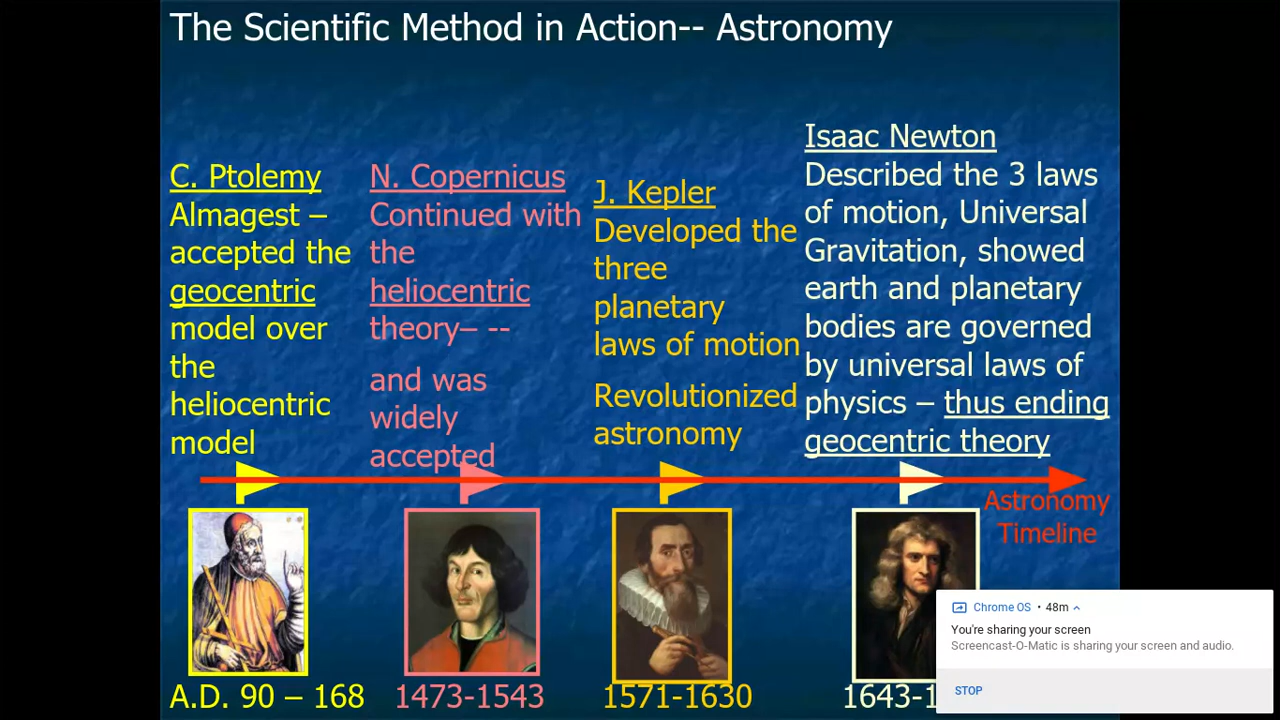 The Scientific Method in Action-- Astronomy
C. Ptolemy
Almagest –
accepted the
geocentric
model over
the
heliocentric
model
N. Copernicus
Continued with
the
heliocentric
theory– --
and was
widely
accepted
J. Kepler
Developed the
three
planetary
laws of motion
Revolutionized
astronomy
Isaac Newton
Described the 3 laws
of motion, Universal
Gravitation, showed
earth and planetary
bodies are governed
by universal laws of
physics – thus ending
geocentric theory
Astronomy
Timeline
A.D. 90 – 168
1473-1543
1571-1630
1643-1
Chrome OS • 48m
You're sharing your screen
Screencast-O-Matic is sharing your screen and audio.
STOP